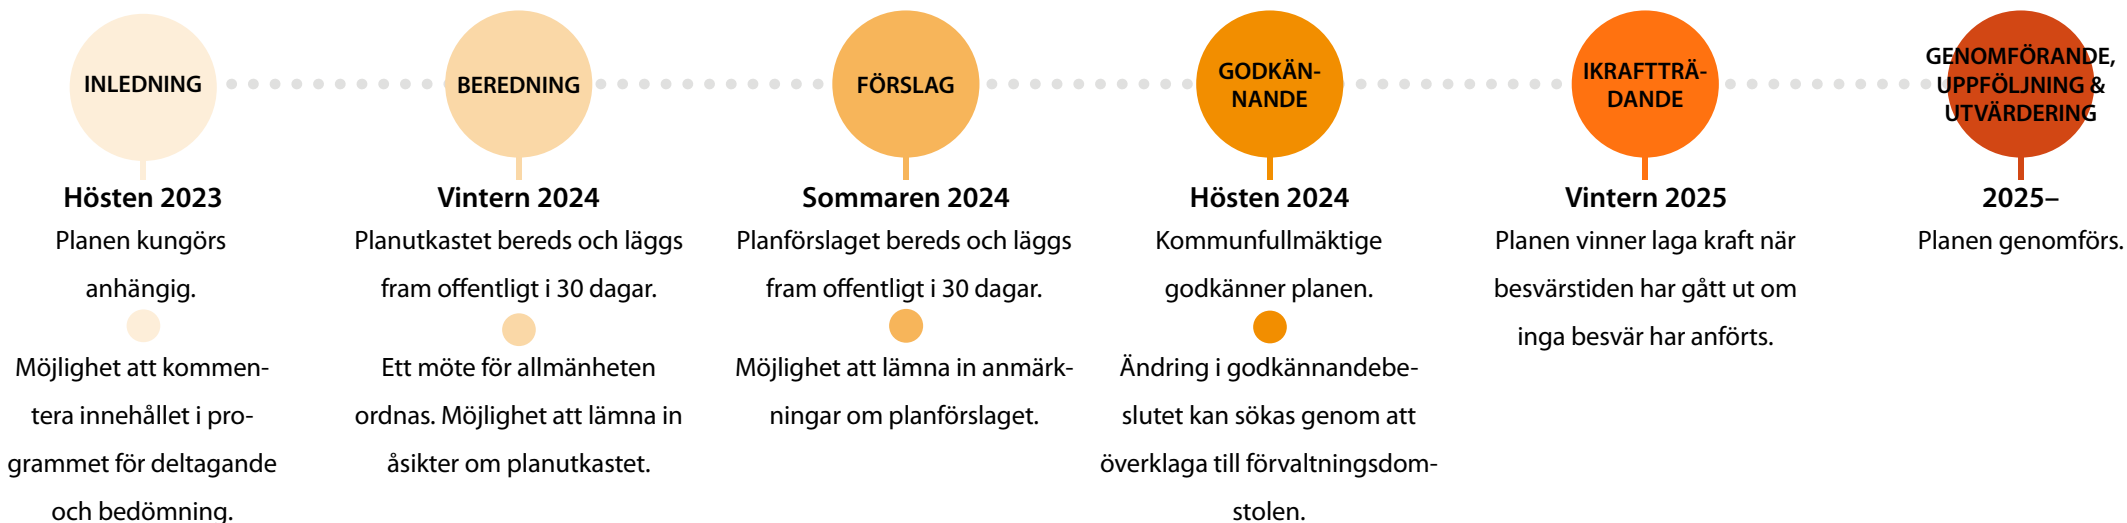 INLEDNING
Hösten 2023
Planen kungörs
anhängig.
Möjlighet att kommen-
tera innehållet i pro-
grammet för deltagande
och bedömning.
BEREDNING
Vintern 2024
Planutkastet bereds och läggs
fram offentligt i 30 dagar.
Ett möte för allmänheten
ordnas. Möjlighet att lämna in
åsikter om planutkastet.
FÖRSLAG
Sommaren 2024
Planförslaget bereds och läggs
fram offentligt i 30 dagar.
Möjlighet att lämna in anmärk-
ningar om planförslaget.
GODKÄN-
NANDE
Hösten 2024
Kommunfullmäktige
godkänner planen.
Ändring i godkännandebe-
slutet kan sökas genom att
överklaga till förvaltningsdom-
stolen.
IKRAFTTRÄ-
DANDE
Vintern 2025
Planen vinner laga kraft när
besvärstiden har gått ut om
inga besvär har anförts.
GENOMFÖRANDE,
UPPFÖLJNING &
UTVÄRDERING
2025–
Planen genomförs.